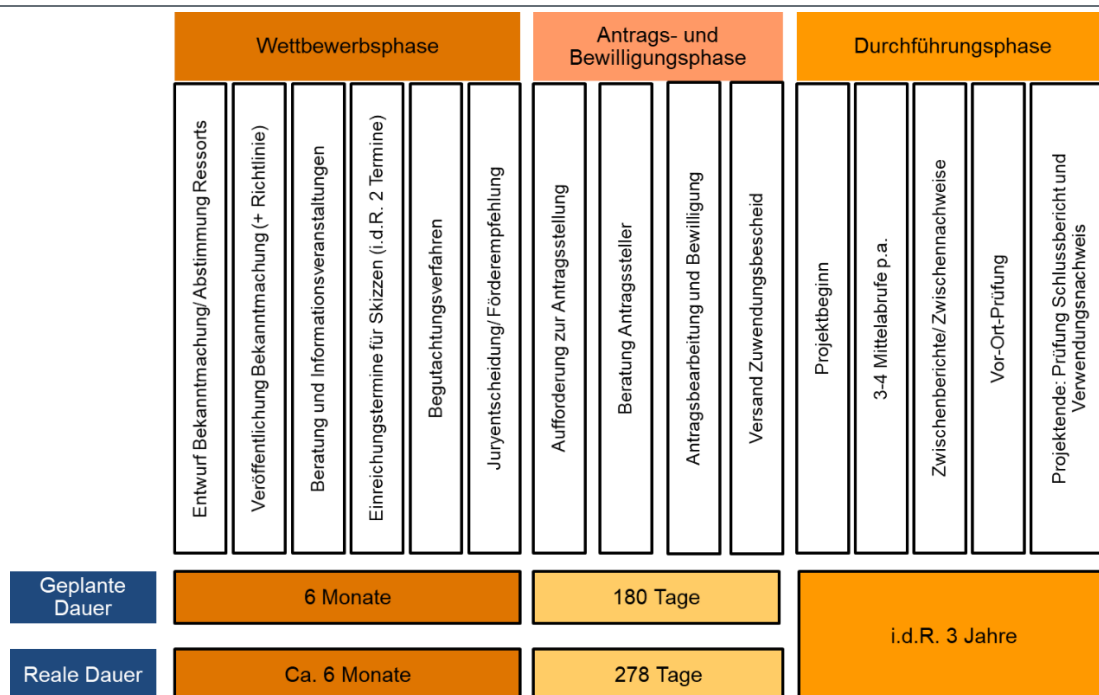 Wettbewerbsphase
Antrags- und
Bewilligungsphase
Durchführungsphase
Entwurf Bekanntmachung/ Abstimmung Ressorts
Veröffentlichung Bekanntmachung (+ Richtlinie)
Beratung und Informationsveranstaltungen
Einreichungstermine für Skizzen (i.d.R. 2 Termine)
Begutachtungsverfahren
Juryentscheidung/ Förderempfehlung
Aufforderung zur Antragsstellung
Beratung Antragssteller
Antragsbearbeitung und Bewilligung
Versand Zuwendungsbescheid
Projektbeginn
3-4 Mittelabrufe p.a.
Zwischenberichte/ Zwischennachweise
Vor-Ort-Prüfung
Projektende: Prüfung Schlussbericht und
Verwendungsnachweis
Geplante
Dauer
6 Monate
180 Tage
i.d.R. 3 Jahre
Reale Dauer
Ca. 6 Monate
278 Tage